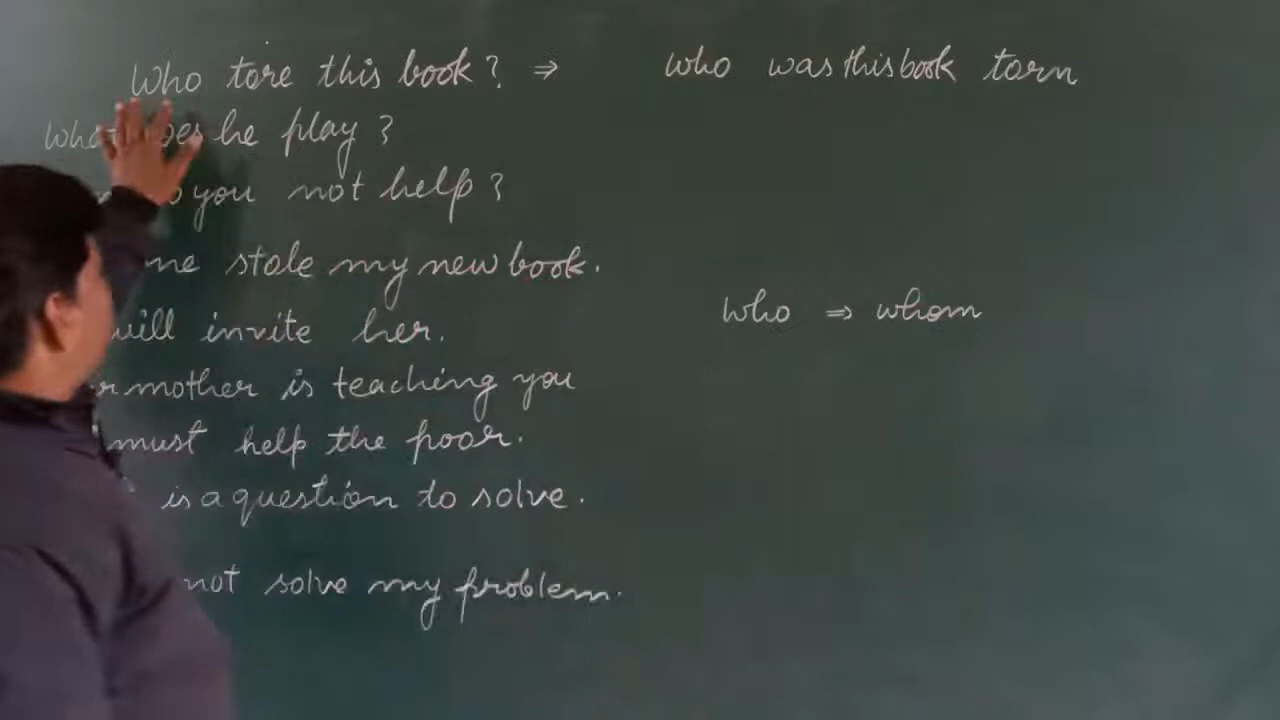 Who tore this book? ⇒ who was this book torn
he play ?
you not help ?
stole my new book.
will invite her. who ⇒ whom
mother is teaching you
must help the poor.
is a question to solve.
not solve my problem.